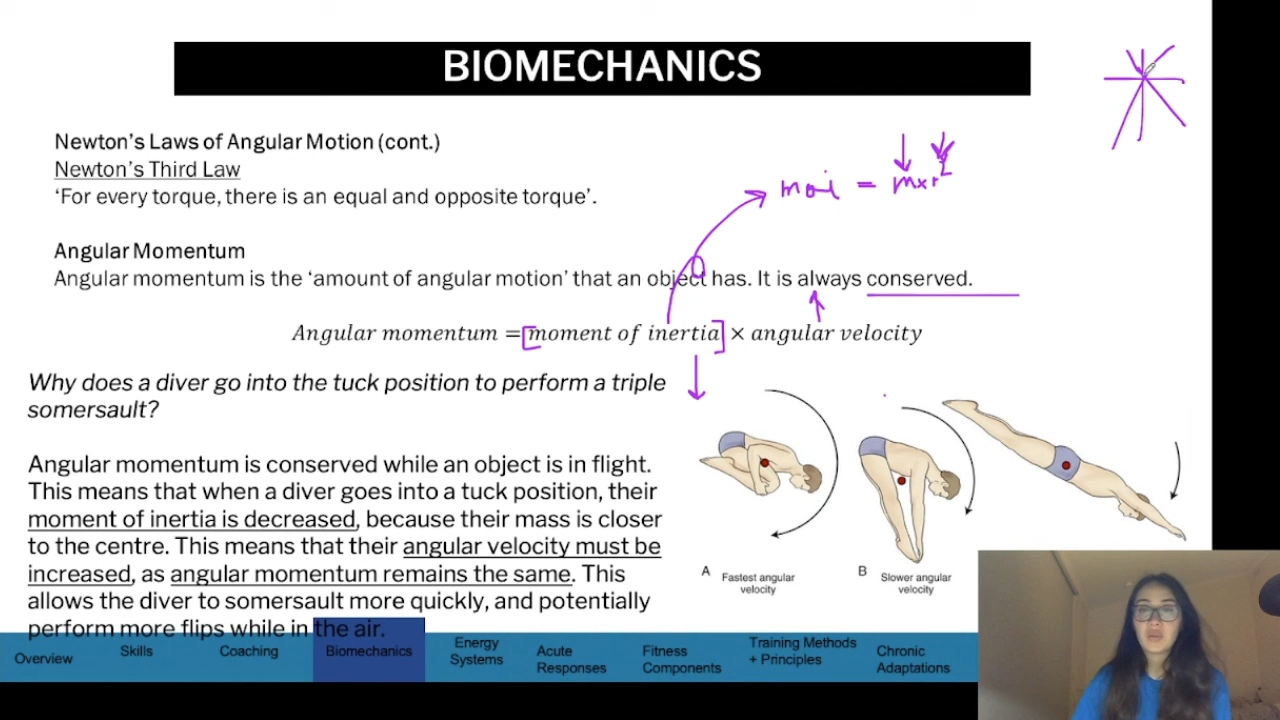 BIOMECHANICS
Newton's Laws of Angular Motion (cont.)
Newton's Third Law
'For every torque, there is an equal and opposite torque'.
moi = mxr²
Angular Momentum
Angular momentum is the 'amount of angular motion' that an object has. It is always conserved.
Angular momentum = [moment of inertia] × angular velocity
Why does a diver go into the tuck position to perform a triple
somersault?
Angular momentum is conserved while an object is in flight.
This means that when a diver goes into a tuck position, their
moment of inertia is decreased, because their mass is closer
to the centre. This means that their angular velocity must be
increased, as angular momentum remains the same. This
allows the diver to somersault more quickly, and potentially
perform more flips while in the air.
A Fastest angular
velocity
B Slower angular
velocity
Overview
Skills
Coaching
Biomechanics
Energy
Systems
Acute
Responses
Fitness
Components
Training Methods
+ Principles
Chronic
Adaptations